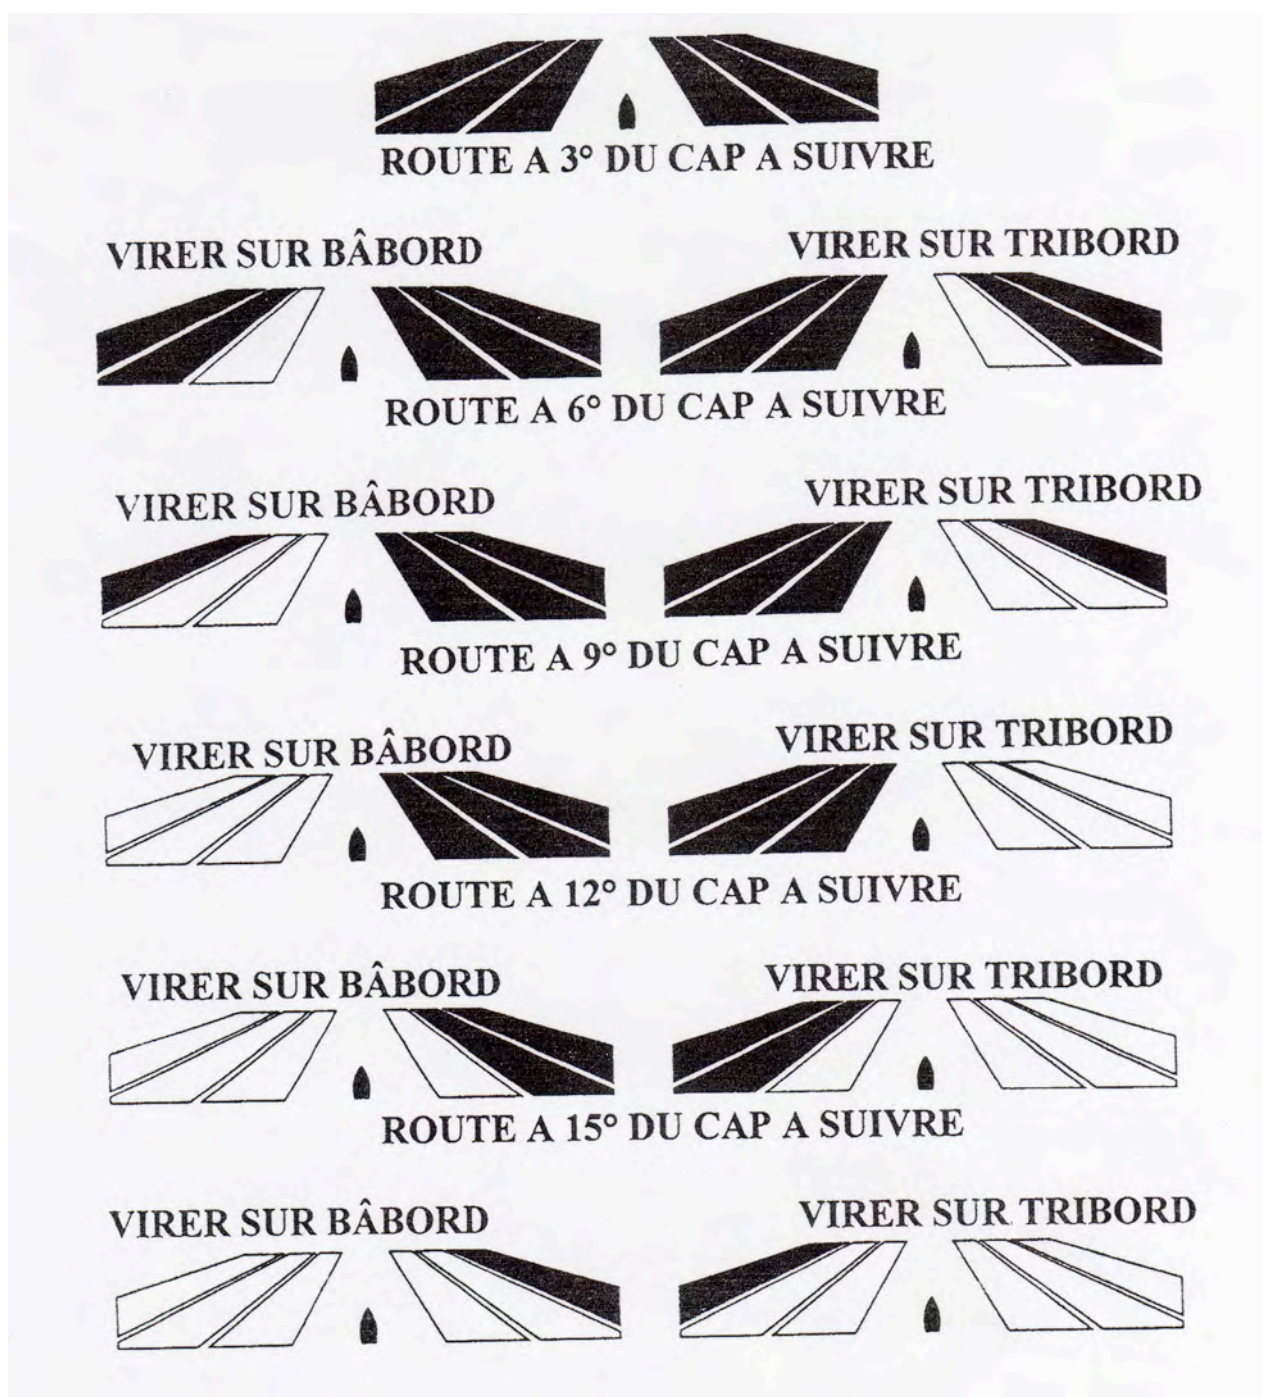 ROUTE A 3° DU CAP A SUIVRE
VIRER SUR BÂBORD
VIRER SUR TRIBORD
ROUTE A 6° DU CAP A SUIVRE
VIRER SUR BÂBORD
VIRER SUR TRIBORD
ROUTE A 9° DU CAP A SUIVRE
VIRER SUR BÂBORD
VIRER SUR TRIBORD
ROUTE A 12° DU CAP A SUIVRE
VIRER SUR BÂBORD
VIRER SUR TRIBORD
ROUTE A 15° DU CAP A SUIVRE
VIRER SUR BÂBORD
VIRER SUR TRIBORD